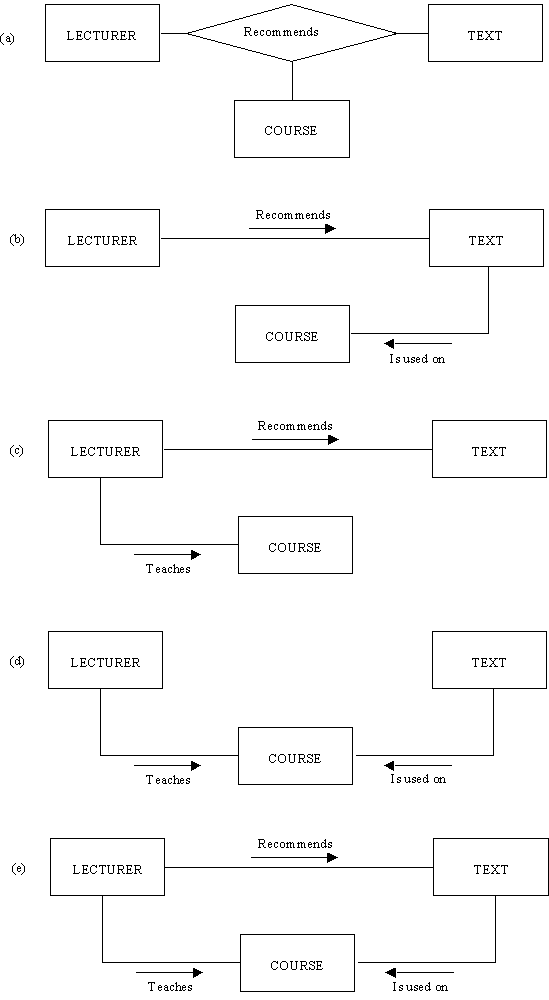 (a) LECTURER Recommends TEXT
COURSE
Recommends
(b) LECTURER TEXT
COURSE
Is used on
Recommends
(c) LECTURER TEXT
COURSE
Teaches
(d) LECTURER TEXT
COURSE
Teaches Is used on
Recommends
(e) LECTURER TEXT
COURSE
Teaches Is used on